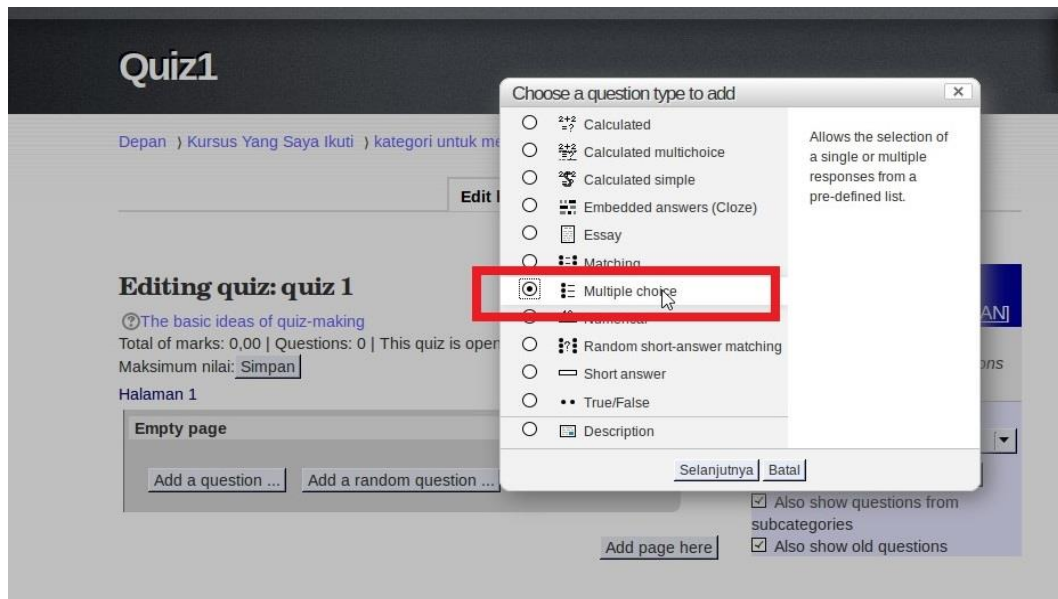 Quiz1
Depan ) Kursus Yang Saya Ikuti ) kategori untuk
Edit
Editing quiz: quiz 1
The basic ideas of quiz-making
Total of marks: 0,00 | Questions: 0 | This quiz is open
Maksimum nilai: Simpan
Halaman 1
Empty page
Add a question ... Add a random question ...
Add page here
Choose a question type to add
Calculated
Calculated multichoice
Calculated simple
Embedded answers (Cloze)
Essay
Matching
Multiple choice
Numerical
Random short-answer matching
Short answer
True/False
Description
Allows the selection of
a single or multiple
responses from a
pre-defined list.
Selanjutnya Batal
AN]
ons
Also show questions from
subcategories
Also show old questions